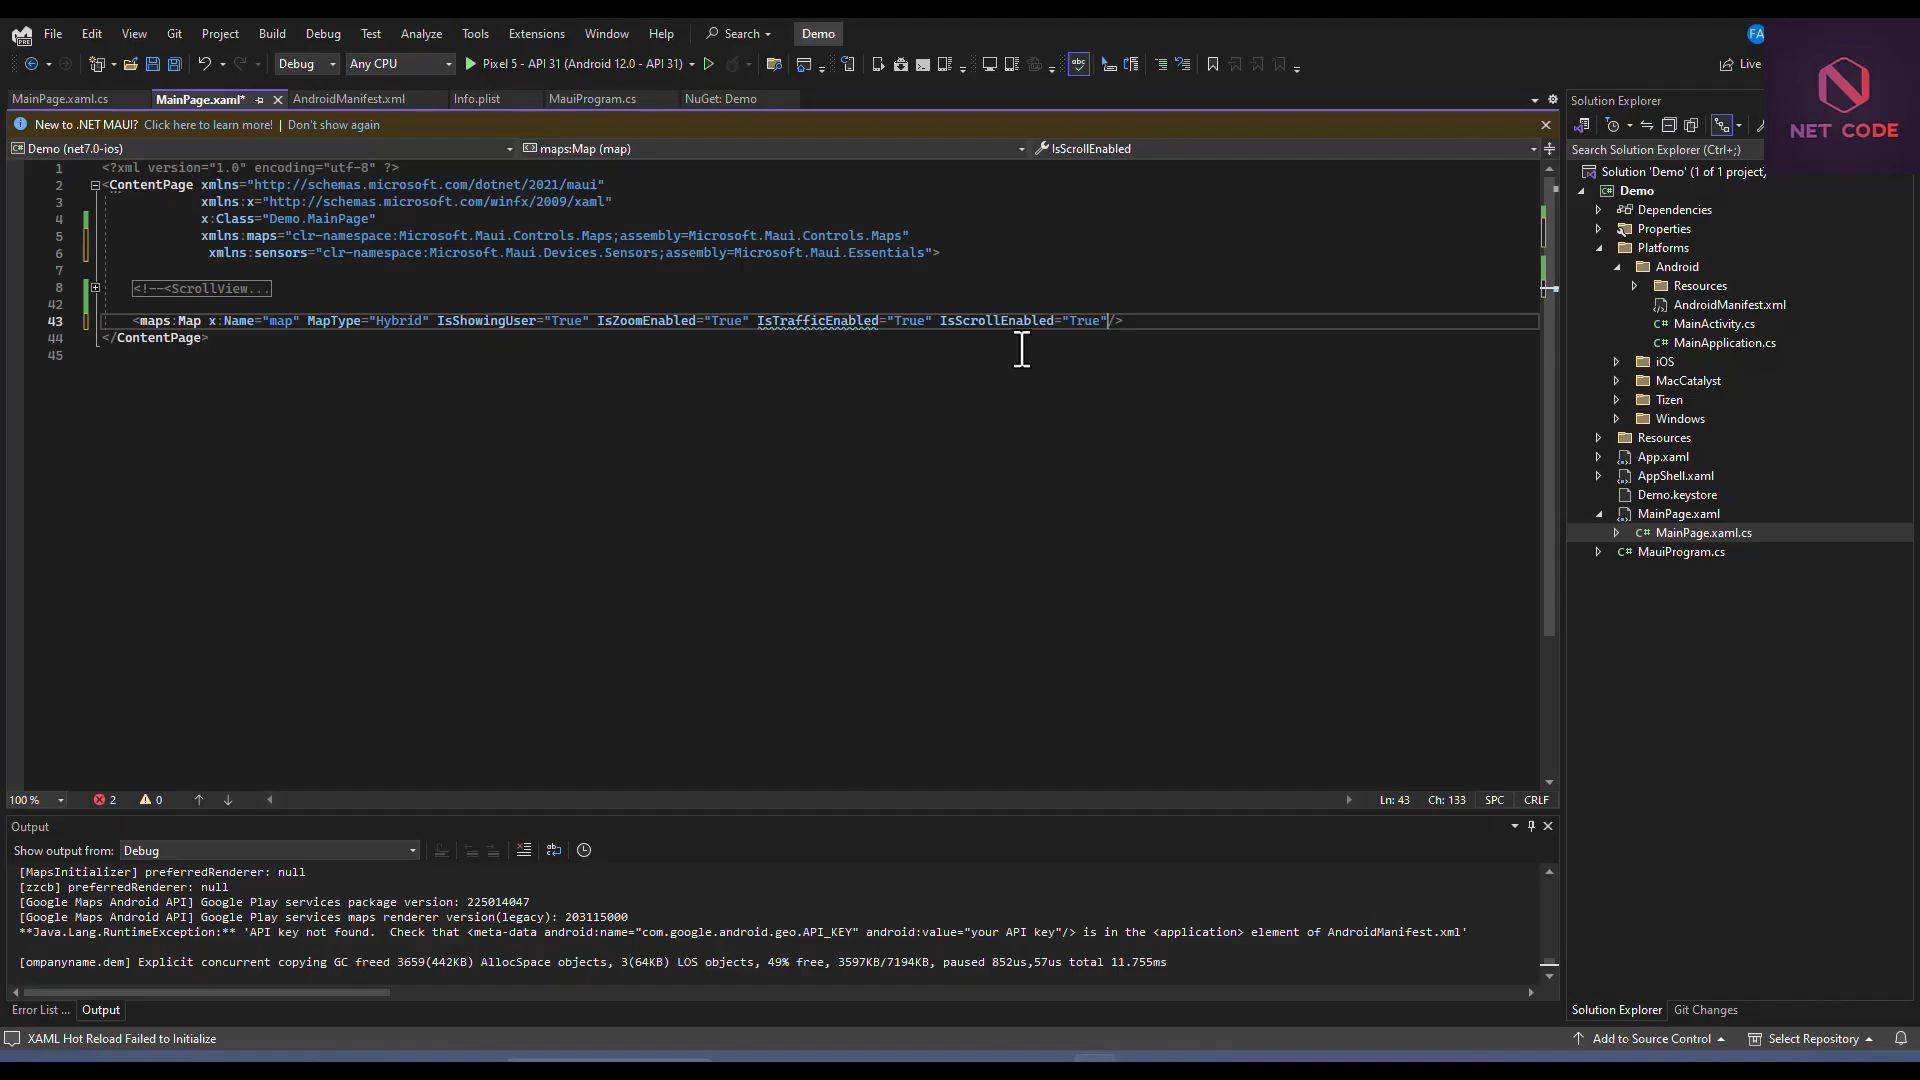 File Edit View Git Project Build Debug Test Analyze Tools Extensions Window Help Search Demo
FA
Debug Any CPU Pixel 5 - API 31 (Android 12.0 - API 31)
Live
NET CODE
MainPage.xaml.cs MainPage.xaml* AndroidManifest.xml Info.plist MauiProgram.cs NuGet: Demo
New to .NET MAUI? Click here to learn more! | Don't show again
Demo (net7.0-ios) maps:Map (map) IsScrollEnabled
1 <?xml version="1.0" encoding="utf-8" ?>
2 <ContentPage xmlns="http://schemas.microsoft.com/dotnet/2021/maui"
3 xmlns:x="http://schemas.microsoft.com/winfx/2009/xaml"
4 x:Class="Demo.MainPage"
5 xmlns:maps="clr-namespace:Microsoft.Maui.Controls.Maps;assembly=Microsoft.Maui.Controls.Maps"
6 xmlns:sensors="clr-namespace:Microsoft.Maui.Devices.Sensors;assembly=Microsoft.Maui.Essentials">
7
8 <!--<ScrollView...
42
43 <maps:Map x:Name="map" MapType="Hybrid" IsShowingUser="True" IsZoomEnabled="True" IsTrafficEnabled="True" IsScrollEnabled="True"/>
44 </ContentPage>
45
100 % 2 0 Ln: 43 Ch: 133 SPC CRLF
Output
Show output from: Debug
[MapsInitializer] preferredRenderer: null
[zzcb] preferredRenderer: null
[Google Maps Android API] Google Play services package version: 225014047
[Google Maps Android API] Google Play services maps renderer version(legacy): 203115000
**Java.Lang.RuntimeException:** 'API key not found.  Check that <meta-data android:name="com.google.android.geo.API_KEY" android:value="your API key"/> is in the <application> element of AndroidManifest.xml'
[ompanyname.dem] Explicit concurrent copying GC freed 3659(442KB) AllocSpace objects, 3(64KB) LOS objects, 49% free, 3597KB/7194KB, paused 852us,57us total 11.755ms
Error List ... Output
XAML Hot Reload Failed to Initialize
Solution Explorer
Search Solution Explorer (Ctrl+;)
Solution 'Demo' (1 of 1 project)
Demo
Dependencies
Properties
Platforms
Android
Resources
AndroidManifest.xml
MainActivity.cs
MainApplication.cs
iOS
MacCatalyst
Tizen
Windows
Resources
App.xaml
AppShell.xaml
Demo.keystore
MainPage.xaml
MainPage.xaml.cs
MauiProgram.cs
Solution Explorer Git Changes
Add to Source Control Select Repository